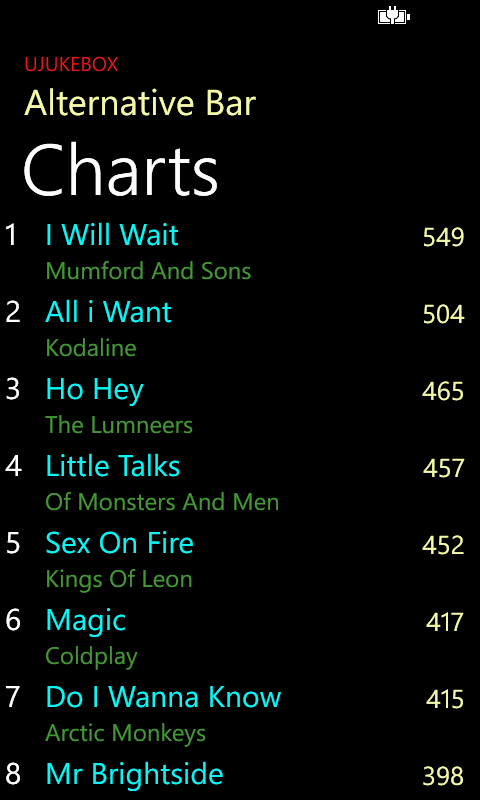 UJUKEBOX
Alternative Bar
Charts
1 I Will Wait 549
Mumford And Sons
2 All i Want 504
Kodaline
3 Ho Hey 465
The Lumneers
4 Little Talks 457
Of Monsters And Men
5 Sex On Fire 452
Kings Of Leon
6 Magic 417
Coldplay
7 Do I Wanna Know 415
Arctic Monkeys
8 Mr Brightside 398